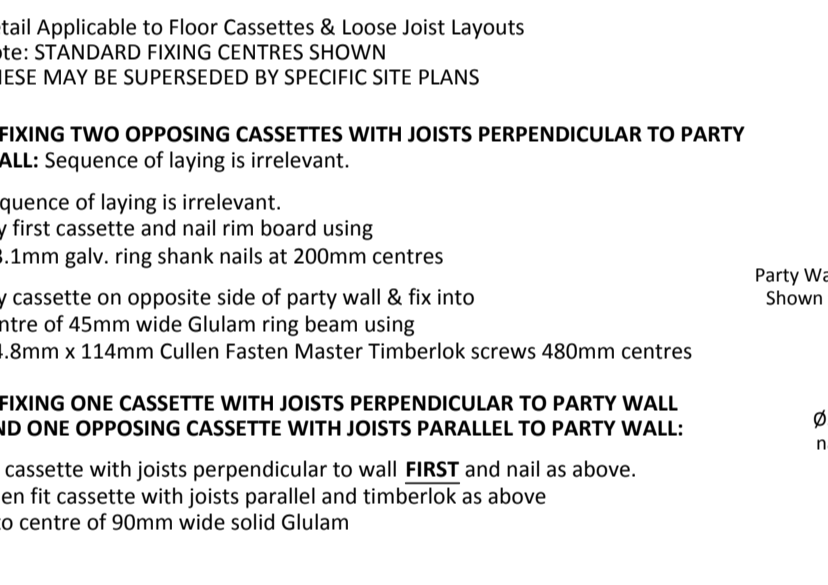 tail Applicable to Floor Cassettes & Loose Joist Layouts
te: STANDARD FIXING CENTRES SHOWN
ESE MAY BE SUPERSEDED BY SPECIFIC SITE PLANS
FIXING TWO OPPOSING CASSETTES WITH JOISTS PERPENDICULAR TO PARTY
ALL: Sequence of laying is irrelevant.
quence of laying is irrelevant.
y first cassette and nail rim board using
.1mm galv. ring shank nails at 200mm centres
y cassette on opposite side of party wall & fix into
ntre of 45mm wide Glulam ring beam using
.8mm x 114mm Cullen Fasten Master Timberlok screws 480mm centres
Party Wa
Shown
FIXING ONE CASSETTE WITH JOISTS PERPENDICULAR TO PARTY WALL
ND ONE OPPOSING CASSETTE WITH JOISTS PARALLEL TO PARTY WALL:
cassette with joists perpendicular to wall FIRST and nail as above.
en fit cassette with joists parallel and timberlok as above
to centre of 90mm wide solid Glulam
Ø
n